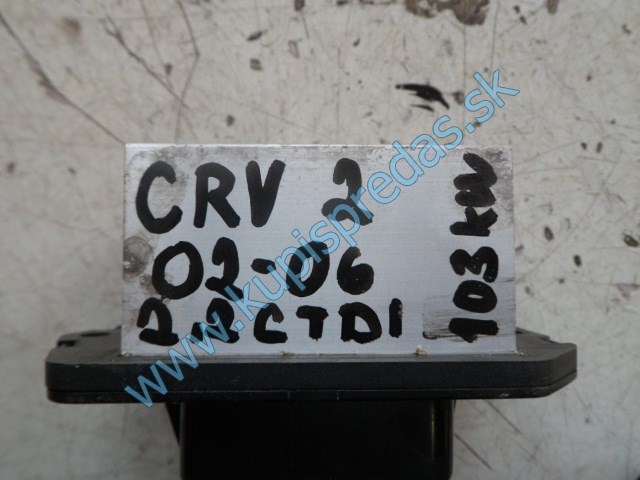 CRV 2
02-06
2,2 CTDI
103 KW
www.kupispredas.sk